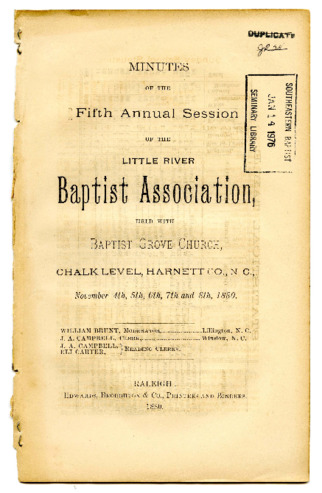 DUPLICATE
MINUTES
OF THE
Fifth Annual Session
OF THE
LITTLE RIVER
Baptist Association,
HELD WITH
BAPTIST GROVE CHURCH,
CHALK LEVEL, HARNETT CO., N. C.,
November 4th, 5th, 6th, 7th and 8th, 1880.
WILLIAM BRUNT, MODERATOR, Lillington, N. C.
J. A. CAMPBELL, CLERK, Winslow, N. C.
J. A. CAMPBELL, } READING CLERKS.
ELI CARTER,
RALEIGH
EDWARDS, BROUGHTON & CO., PRINTERS AND BINDERS.
1880.
SOUTHEASTERN BAPTIST
JAN 14 1976
SEMINARY LIBRARY